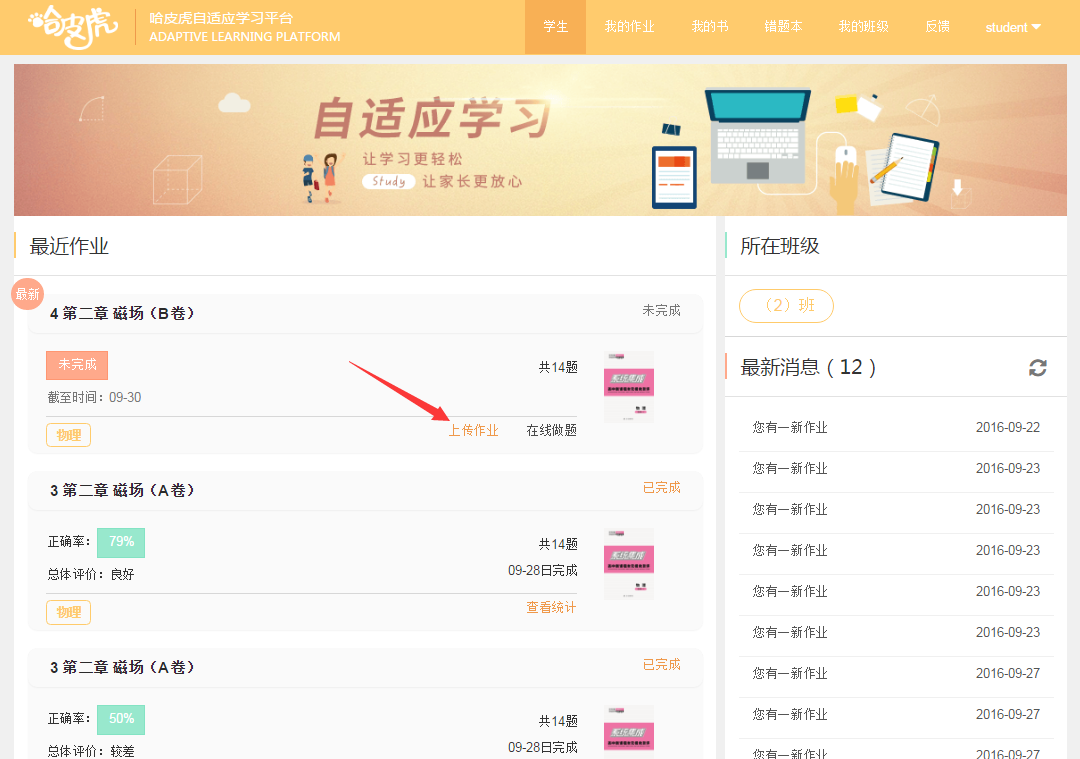 哈皮虎
哈皮虎自适应学习平台
ADAPTIVE LEARNING PLATFORM
学生 我的作业 我的书 错题本 我的班级 反馈 student
自适应学习
让学习更轻松
Study 让家长更放心
最近作业
最新
4 第二章 磁场（B卷） 未完成
未完成 共14题
截至时间：09-30
物理 上传作业 在线做题
3 第二章 磁场（A卷） 已完成
正确率： 79% 共14题
总体评价：良好 09-28日完成
物理 查看统计
3 第二章 磁场（A卷） 已完成
正确率： 50% 共14题
总体评价：较差 09-28日完成
所在班级
（2）班
最新消息（12）
您有一新作业 2016-09-22
您有一新作业 2016-09-23
您有一新作业 2016-09-23
您有一新作业 2016-09-23
您有一新作业 2016-09-23
您有一新作业 2016-09-23
您有一新作业 2016-09-27
您有一新作业 2016-09-27
您有一新作业 2016-09-27